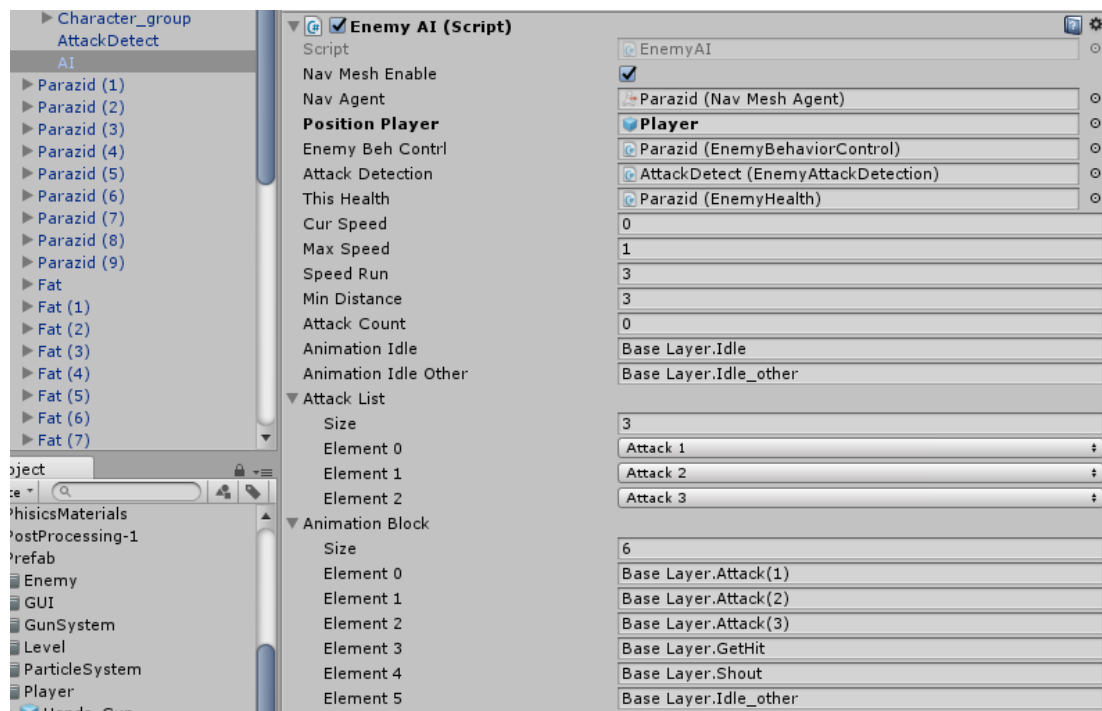 Character_group
AttackDetect
AI
Parazid (1)
Parazid (2)
Parazid (3)
Parazid (4)
Parazid (5)
Parazid (6)
Parazid (7)
Parazid (8)
Parazid (9)
Fat
Fat (1)
Fat (2)
Fat (3)
Fat (4)
Fat (5)
Fat (6)
Fat (7)
oject
te
PhisicsMaterials
PostProcessing-1
Prefab
Enemy
GUI
GunSystem
Level
ParticleSystem
Player
Enemy AI (Script)
Script EnemyAI
Nav Mesh Enable
Nav Agent Parazid (Nav Mesh Agent)
Position Player Player
Enemy Beh Contrl Parazid (EnemyBehaviorControl)
Attack Detection AttackDetect (EnemyAttackDetection)
This Health Parazid (EnemyHealth)
Cur Speed 0
Max Speed 1
Speed Run 3
Min Distance 3
Attack Count 0
Animation Idle Base Layer.Idle
Animation Idle Other Base Layer.Idle_other
Attack List
Size 3
Element 0 Attack 1
Element 1 Attack 2
Element 2 Attack 3
Animation Block
Size 6
Element 0 Base Layer.Attack(1)
Element 1 Base Layer.Attack(2)
Element 2 Base Layer.Attack(3)
Element 3 Base Layer.GetHit
Element 4 Base Layer.Shout
Element 5 Base Layer.Idle_other